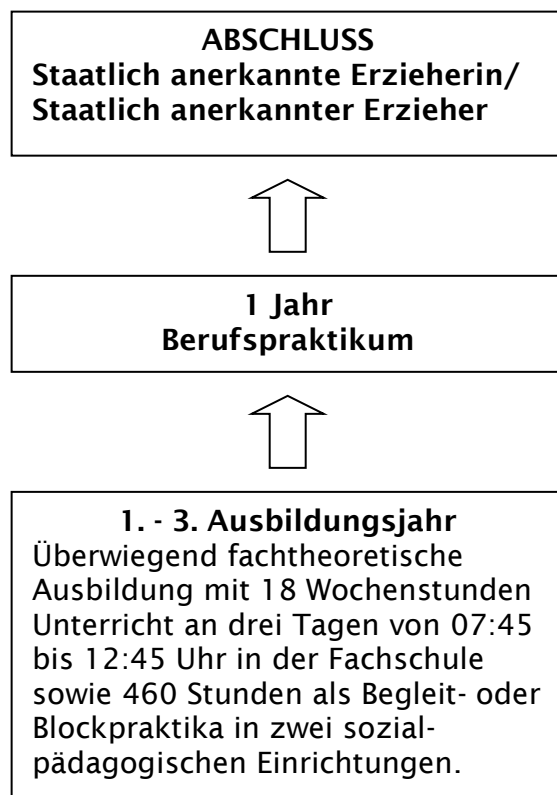 ABSCHLUSS
Staatlich anerkannte Erzieherin/
Staatlich anerkannter Erzieher
1 Jahr
Berufspraktikum
1. - 3. Ausbildungsjahr
Überwiegend fachtheoretische
Ausbildung mit 18 Wochenstunden
Unterricht an drei Tagen von 07:45
bis 12:45 Uhr in der Fachschule
sowie 460 Stunden als Begleit- oder
Blockpraktika in zwei sozial-
pädagogischen Einrichtungen.